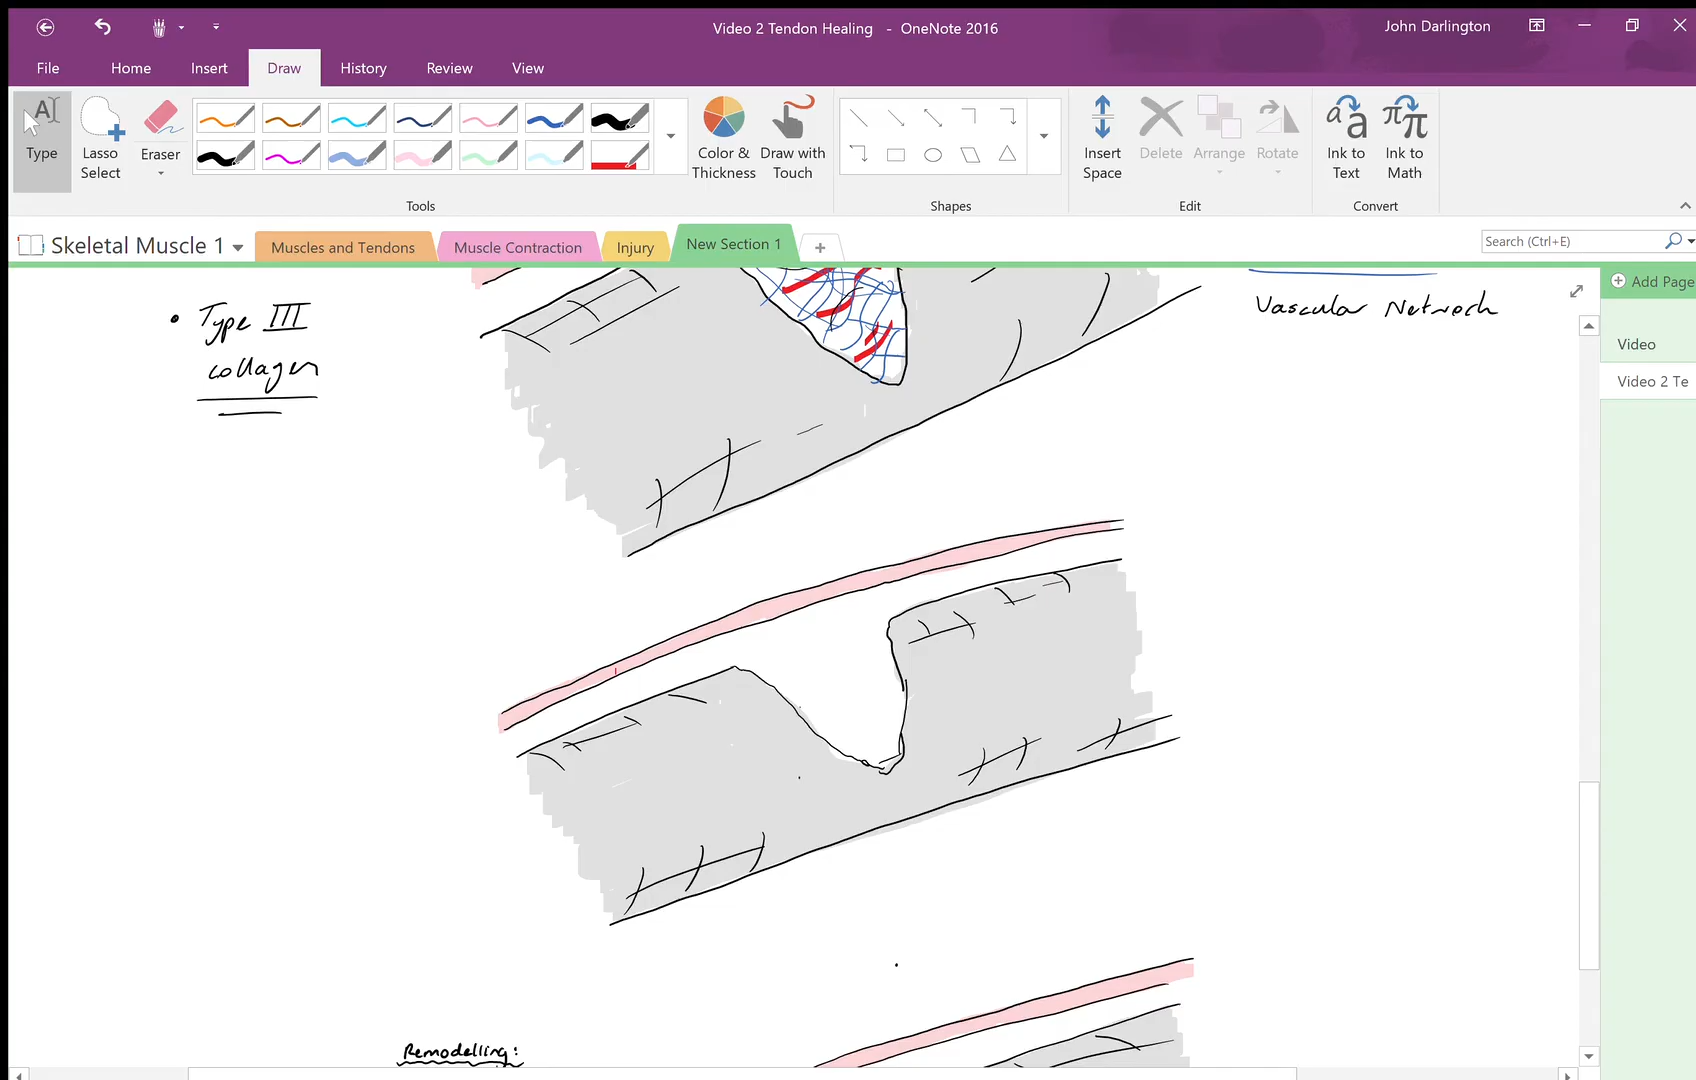 Video 2 Tendon Healing - OneNote 2016
John Darlington
File Home Insert Draw History Review View
Type
Lasso Select
Eraser
Color & Thickness
Draw with Touch
Insert Space
Delete
Arrange
Rotate
Ink to Text
Ink to Math
Tools
Shapes
Edit
Convert
Skeletal Muscle 1
Muscles and Tendons
Muscle Contraction
Injury
New Section 1
Search (Ctrl+E)
Add Page
Video
Video 2 Te
• Type III
collagen
Vascular Network
Remodelling: